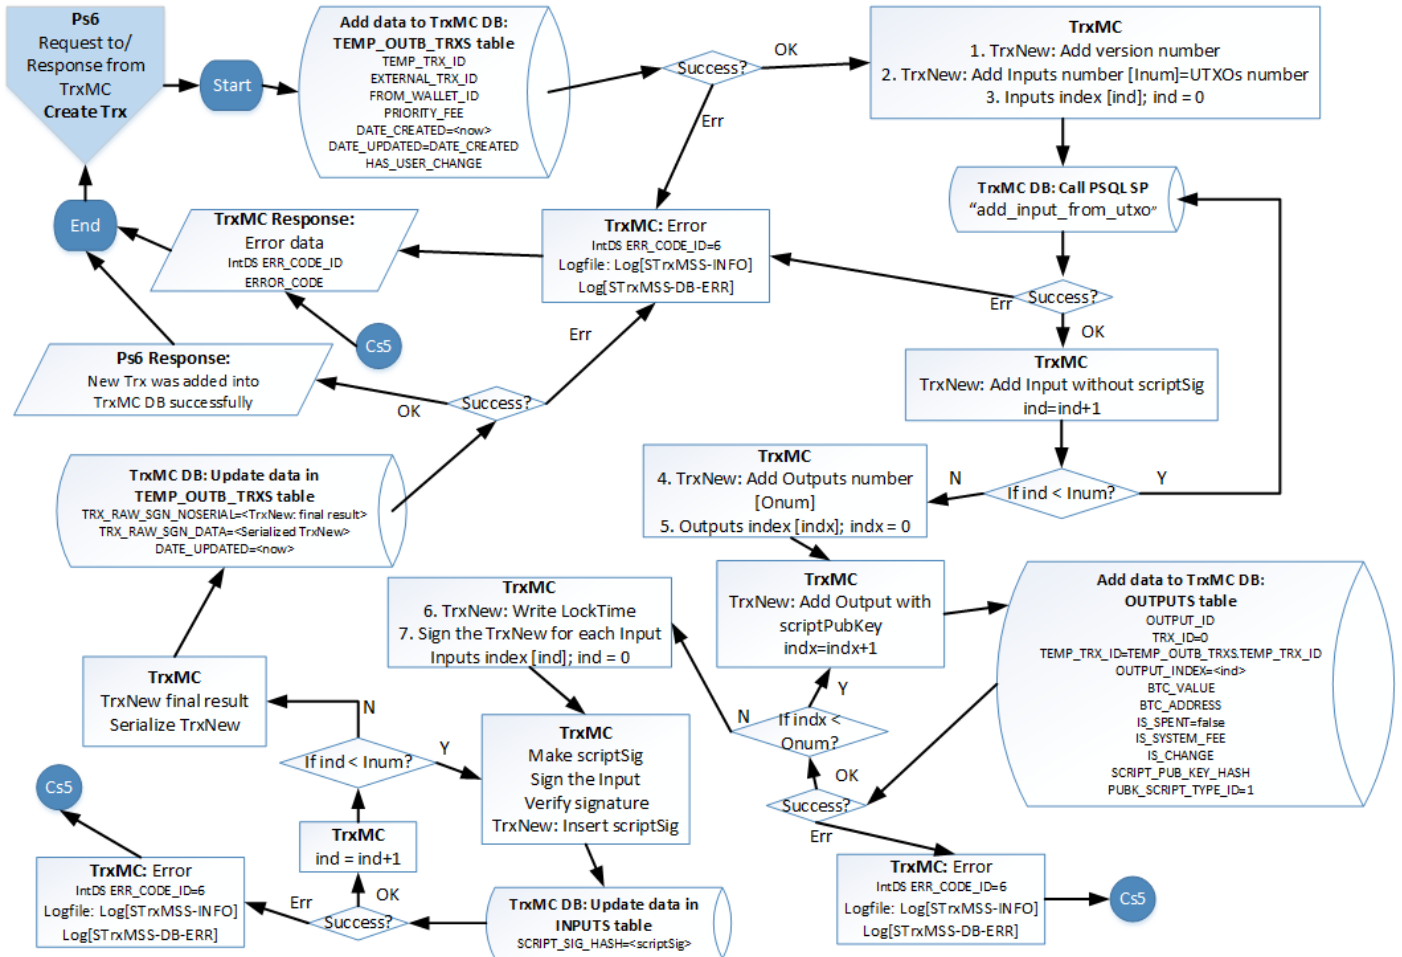 Ps6
Request to/
Response from
TrxMC
Create Trx
Start
Add data to TrxMC DB:
TEMP_OUTB_TRXS table
TEMP_TRX_ID
EXTERNAL_TRX_ID
FROM_WALLET_ID
PRIORITY_FEE
DATE_CREATED=<now>
DATE_UPDATED=DATE_CREATED
HAS_USER_CHANGE
Success?
OK
Err
TrxMC
1. TrxNew: Add version number
2. TrxNew: Add Inputs number [Inum]=UTXOs number
3. Inputs index [ind]; ind = 0
TrxMC DB: Call PSQL SP
“add_input_from_utxo”
Success?
Err
OK
TrxMC
TrxNew: Add Input without scriptSig
ind=ind+1
If ind < Inum?
Y
N
TrxMC: Error
IntDS ERR_CODE_ID=6
Logfile: Log[STrxMSS-INFO]
Log[STrxMSS-DB-ERR]
TrxMC Response:
Error data
IntDS ERR_CODE_ID
ERROR_CODE
End
Cs5
Ps6 Response:
New Trx was added into
TrxMC DB successfully
OK
Success?
Err
TrxMC DB: Update data in
TEMP_OUTB_TRXS table
TRX_RAW_SGN_NOSERIAL=<TrxNew: final result>
TRX_RAW_SGN_DATA=<Serialized TrxNew>
DATE_UPDATED=<now>
TrxMC
4. TrxNew: Add Outputs number
[Onum]
5. Outputs index [indx]; indx = 0
TrxMC
TrxNew: Add Output with
scriptPubKey
indx=indx+1
Add data to TrxMC DB:
OUTPUTS table
OUTPUT_ID
TRX_ID=0
TEMP_TRX_ID=TEMP_OUTB_TRXS.TEMP_TRX_ID
OUTPUT_INDEX=<ind>
BTC_VALUE
BTC_ADDRESS
IS_SPENT=false
IS_SYSTEM_FEE
IS_CHANGE
SCRIPT_PUB_KEY_HASH
PUBK_SCRIPT_TYPE_ID=1
Y
N
If indx <
Onum?
OK
Success?
Err
TrxMC: Error
IntDS ERR_CODE_ID=6
Logfile: Log[STrxMSS-INFO]
Log[STrxMSS-DB-ERR]
Cs5
TrxMC
6. TrxNew: Write LockTime
7. Sign the TrxNew for each Input
Inputs index [ind]; ind = 0
TrxMC
Make scriptSig
Sign the Input
Verify signature
TrxNew: Insert scriptSig
TrxMC DB: Update data in
INPUTS table
SCRIPT_SIG_HASH=<scriptSig>
Success?
OK
Err
TrxMC
ind = ind+1
If ind < Inum?
Y
N
TrxMC
TrxNew final result
Serialize TrxNew
Cs5
TrxMC: Error
IntDS ERR_CODE_ID=6
Logfile: Log[STrxMSS-INFO]
Log[STrxMSS-DB-ERR]